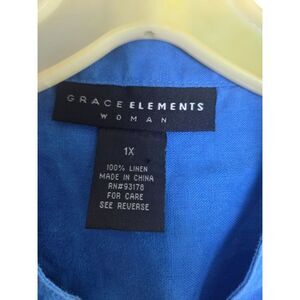 GRACE ELEMENTS
WOMAN
1X
100% LINEN
MADE IN CHINA
RN#93178
FOR CARE
SEE REVERSE